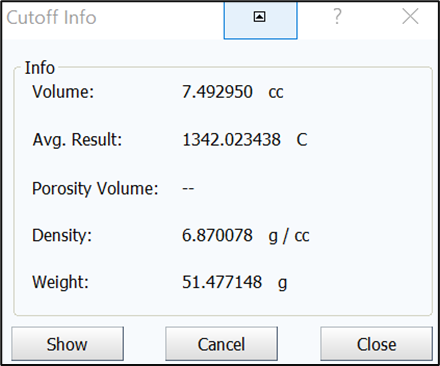 Cutoff Info ?
Info
Volume: 7.492950 cc
Avg. Result: 1342.023438 C
Porosity Volume: --
Density: 6.870078 g / cc
Weight: 51.477148 g
Show Cancel Close